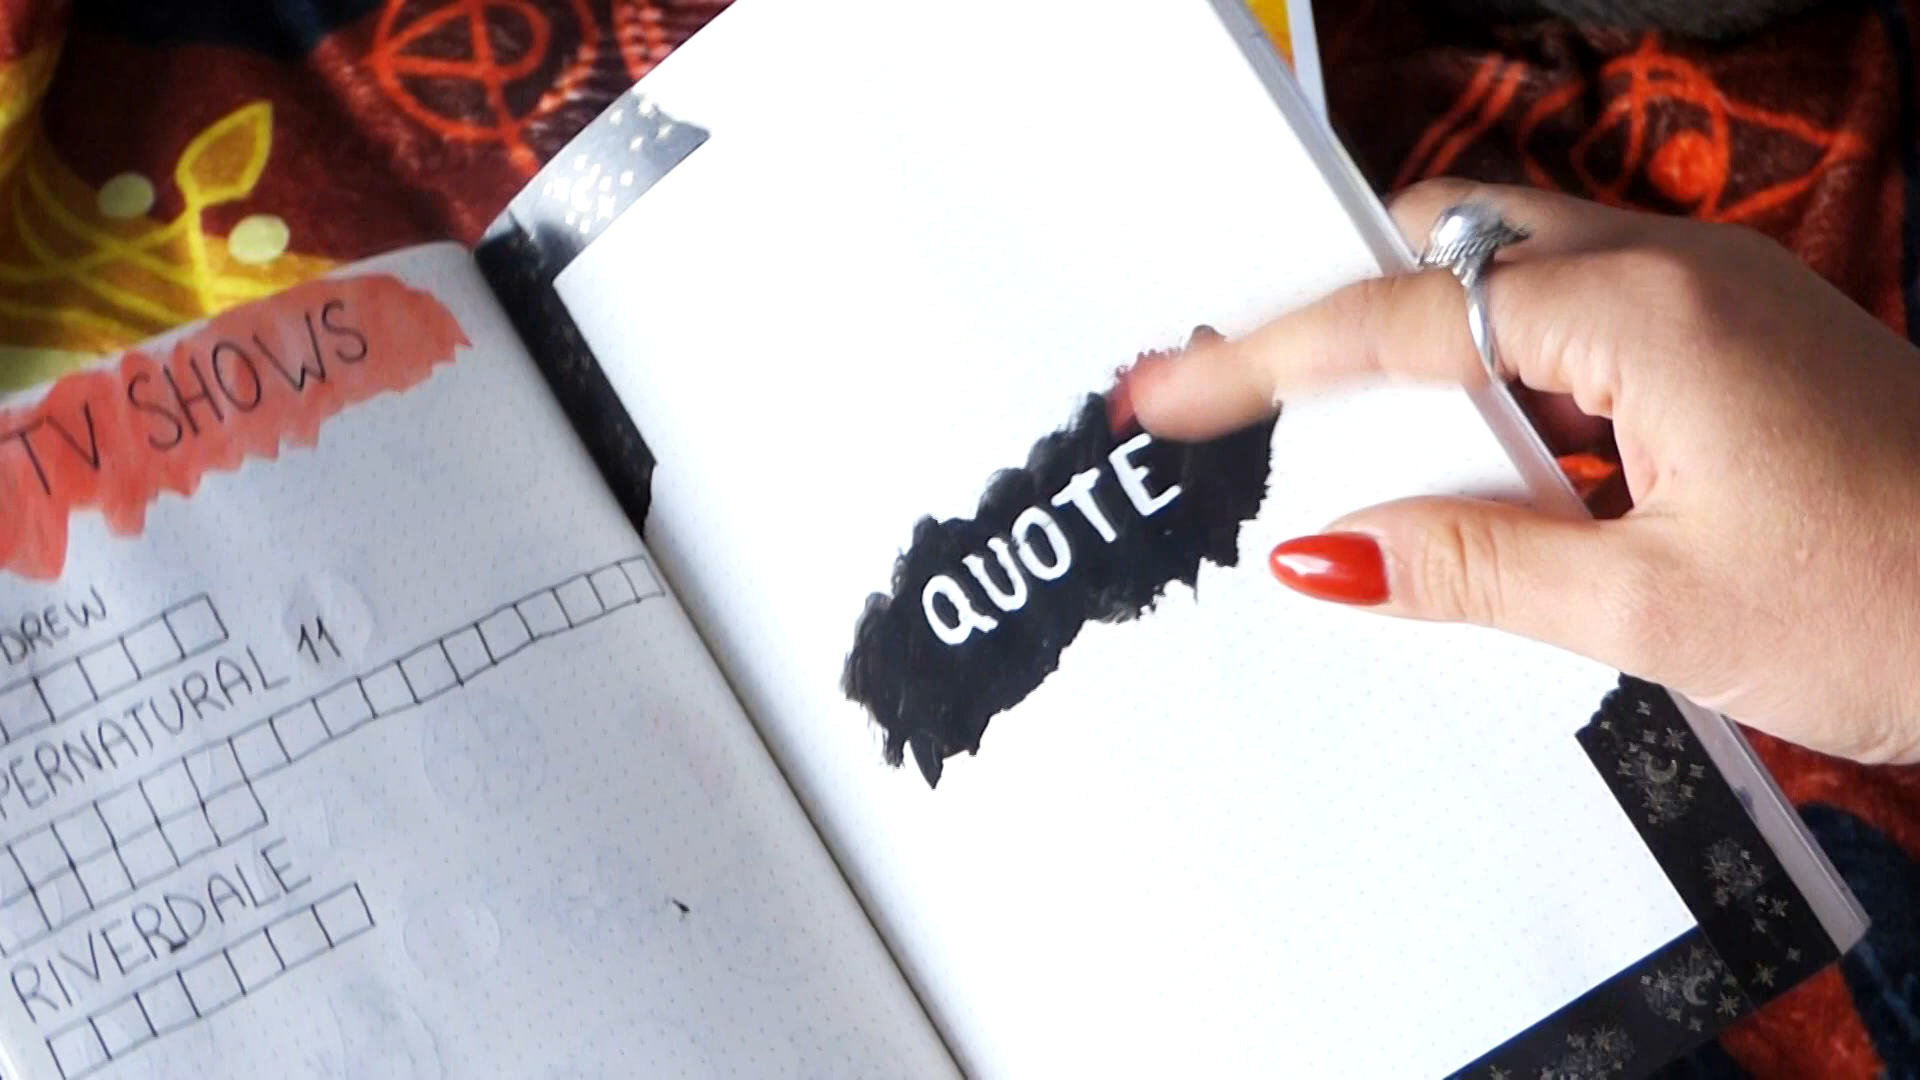 TV SHOWS
DREW
PERNATURAL 11
RIVERDALE
QUOTE